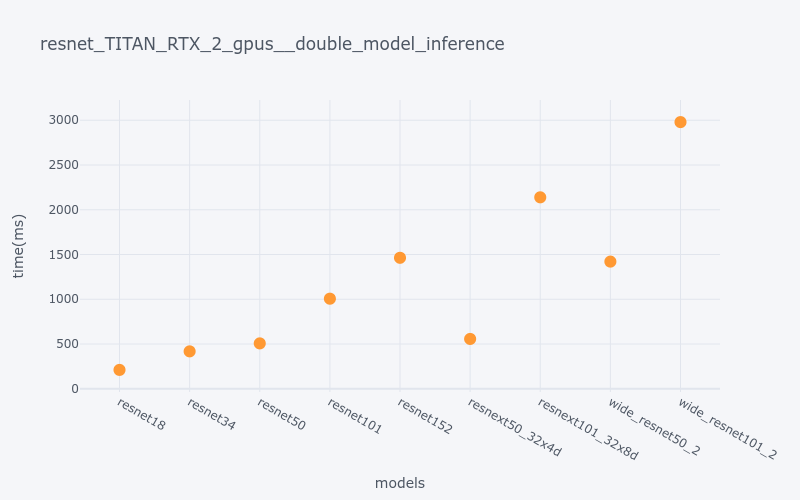 resnet_TITAN_RTX_2_gpus__double_model_inference
time(ms)
3000
2500
2000
1500
1000
500
0
resnet18
resnet34
resnet50
resnet101
resnet152
resnext50_32x4d
resnext101_32x8d
wide_resnet50_2
wide_resnet101_2
models